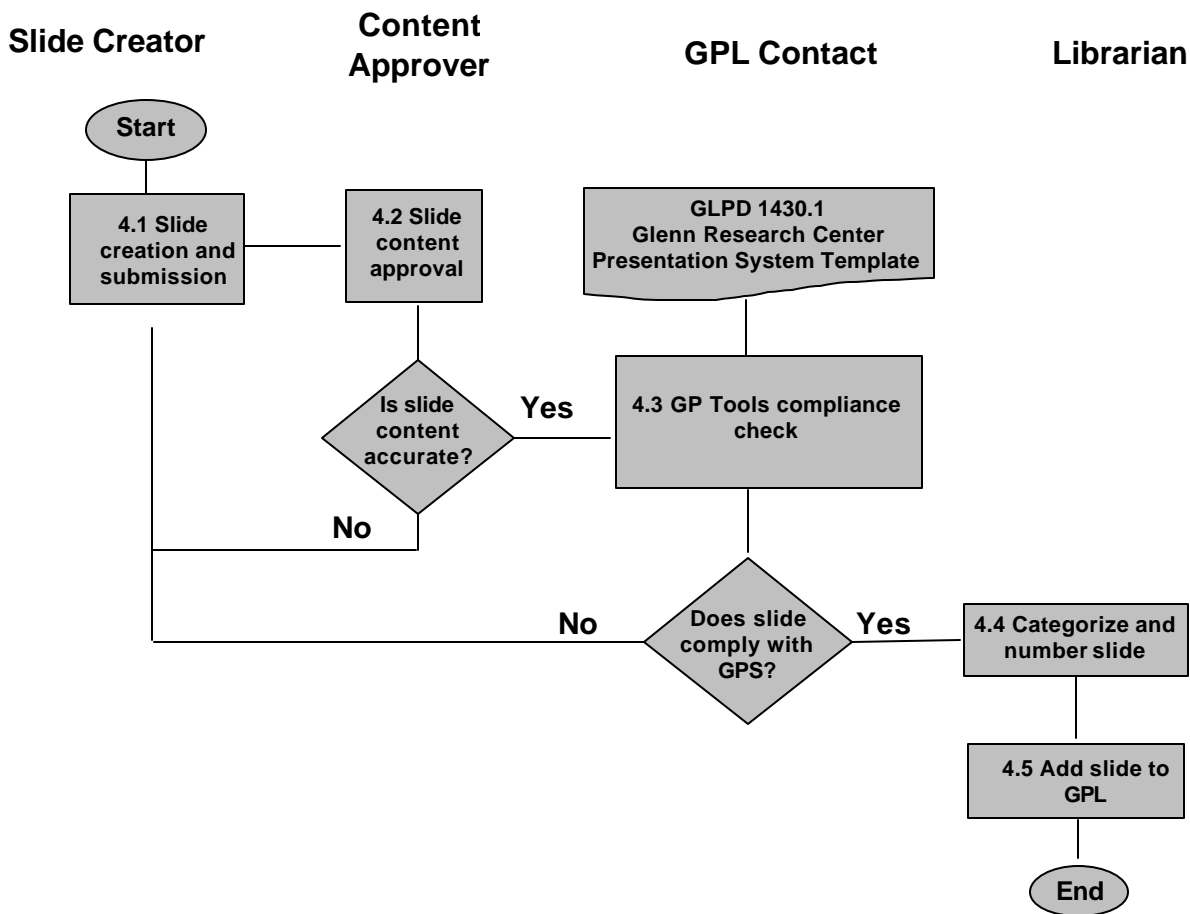 Slide Creator
Content
Approver
GPL Contact
Librarian
Start
4.1 Slide
creation and
submission
4.2 Slide
content
approval
GLPD 1430.1
Glenn Research Center
Presentation System Template
Is slide
content
accurate?
Yes
4.3 GP Tools compliance
check
No
No
Does slide
comply with
GPS?
Yes
4.4 Categorize and
number slide
4.5 Add slide to
GPL
End